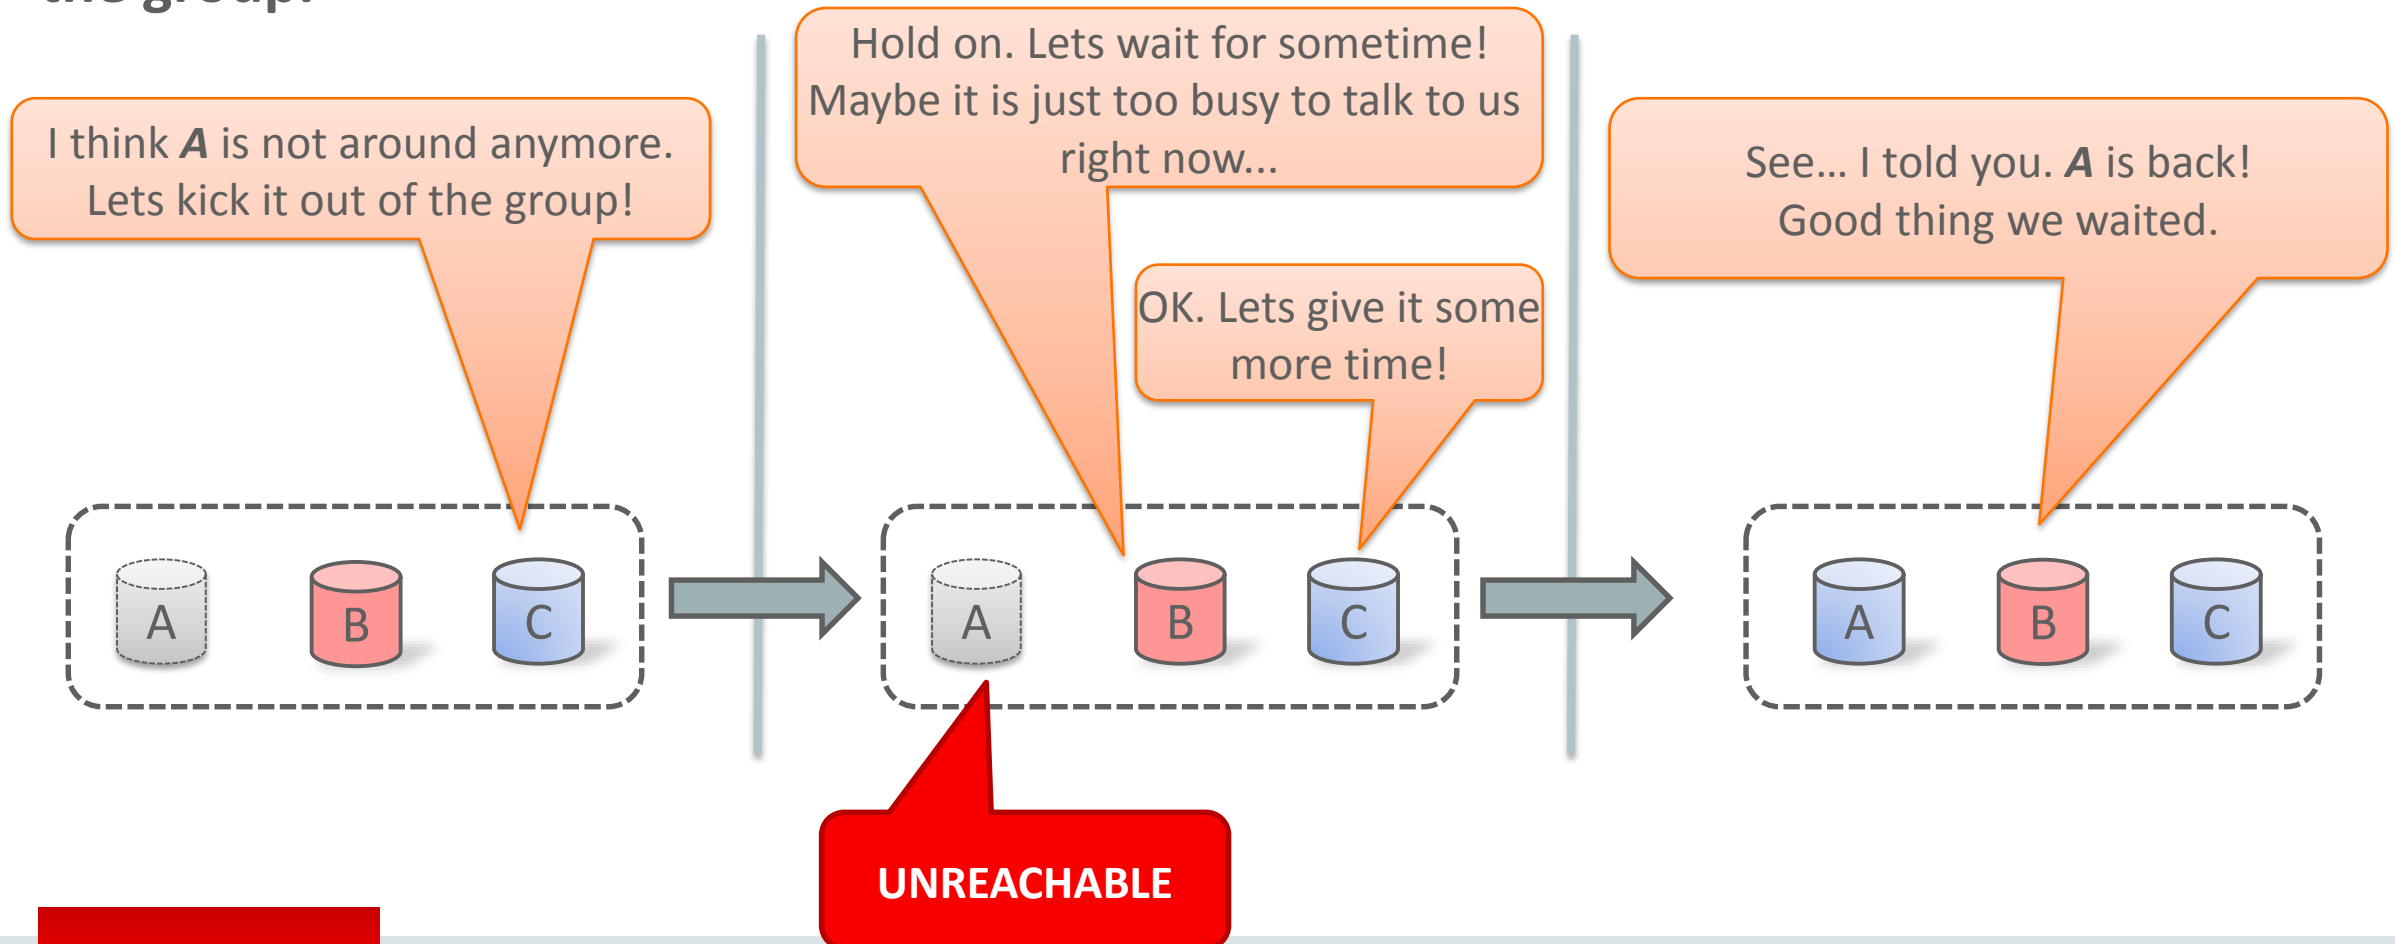 the group.
I think A is not around anymore.
Lets kick it out of the group!
Hold on. Lets wait for sometime!
Maybe it is just too busy to talk to us
right now...
OK. Lets give it some
more time!
See... I told you. A is back!
Good thing we waited.
A
B
C
A
B
C
A
B
C
UNREACHABLE